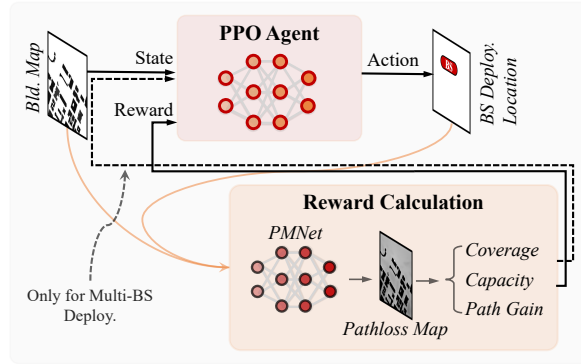 PPO Agent
State
Action
Bld. Map
Reward
BS
BS Deploy.
Location
Reward Calculation
PMNet
Coverage
Capacity
Path Gain
Pathloss Map
Only for Multi-BS
Deploy.